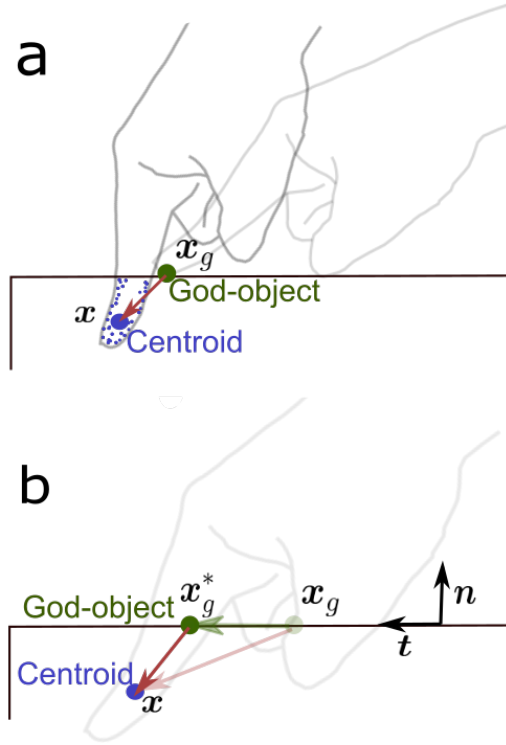 a
x_g
God-object
x
Centroid
b
God-object
x_g^*
x_g
n
t
Centroid
x